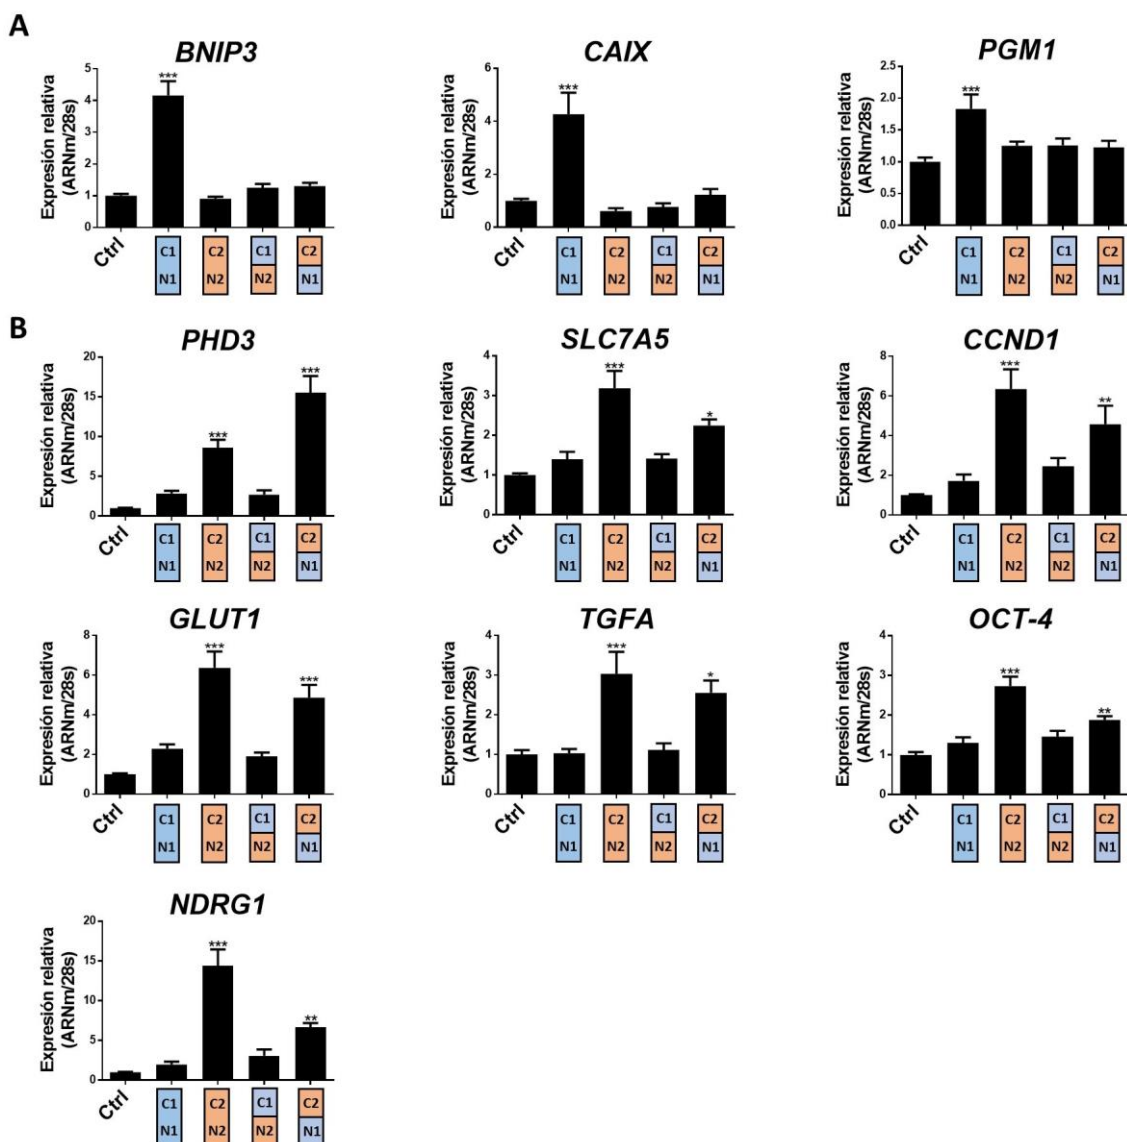 A
BNIP3
Expresión relativa
(ARNm/28s)
5
4
3
2
1
0
***
Ctrl
C1 C2 C1 C2
N1 N2 N2 N1
CAIX
Expresión relativa
(ARNm/28s)
6
4
2
0
***
Ctrl
C1 C2 C1 C2
N1 N2 N2 N1
PGM1
Expresión relativa
(ARNm/28s)
2.5
2.0
1.5
1.0
0.5
0.0
***
Ctrl
C1 C2 C1 C2
N1 N2 N2 N1
B
PHD3
Expresión relativa
(ARNm/28s)
20
15
10
5
0
*** ***
Ctrl
C1 C2 C1 C2
N1 N2 N2 N1
SLC7A5
Expresión relativa
(ARNm/28s)
4
3
2
1
0
*** *
Ctrl
C1 C2 C1 C2
N1 N2 N2 N1
CCND1
Expresión relativa
(ARNm/28s)
8
6
4
2
0
*** **
Ctrl
C1 C2 C1 C2
N1 N2 N2 N1
GLUT1
Expresión relativa
(ARNm/28s)
8
6
4
2
0
*** ***
Ctrl
C1 C2 C1 C2
N1 N2 N2 N1
TGFA
Expresión relativa
(ARNm/28s)
4
3
2
1
0
*** *
Ctrl
C1 C2 C1 C2
N1 N2 N2 N1
OCT-4
Expresión relativa
(ARNm/28s)
4
3
2
1
0
*** **
Ctrl
C1 C2 C1 C2
N1 N2 N2 N1
NDRG1
Expresión relativa
(ARNm/28s)
20
15
10
5
0
*** **
Ctrl
C1 C2 C1 C2
N1 N2 N2 N1